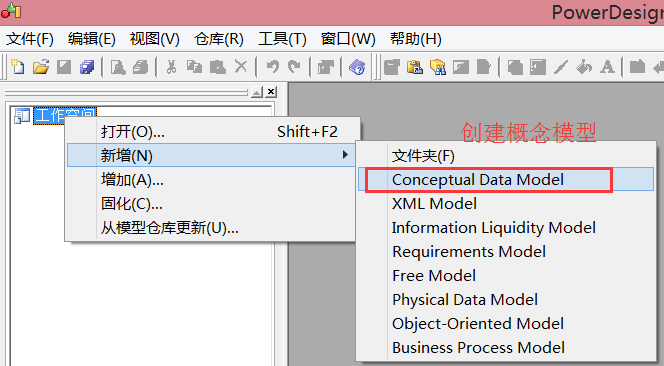 PowerDesign
文件(F) 编辑(E) 视图(V) 仓库(R) 工具(T) 窗口(W) 帮助(H)
工作空间
打开(O)... Shift+F2
新增(N)
增加(A)...
固化(C)...
从模型仓库更新(U)...
创建概念模型
文件夹(F)
Conceptual Data Model
XML Model
Information Liquidity Model
Requirements Model
Free Model
Physical Data Model
Object-Oriented Model
Business Process Model